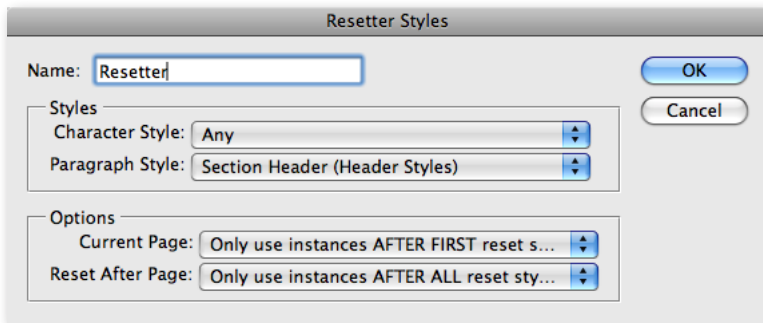 Resetter Styles
Name: Resetter
OK
Styles
Cancel
Character Style: Any
Paragraph Style: Section Header (Header Styles)
Options
Current Page: Only use instances AFTER FIRST reset s...
Reset After Page: Only use instances AFTER ALL reset sty...